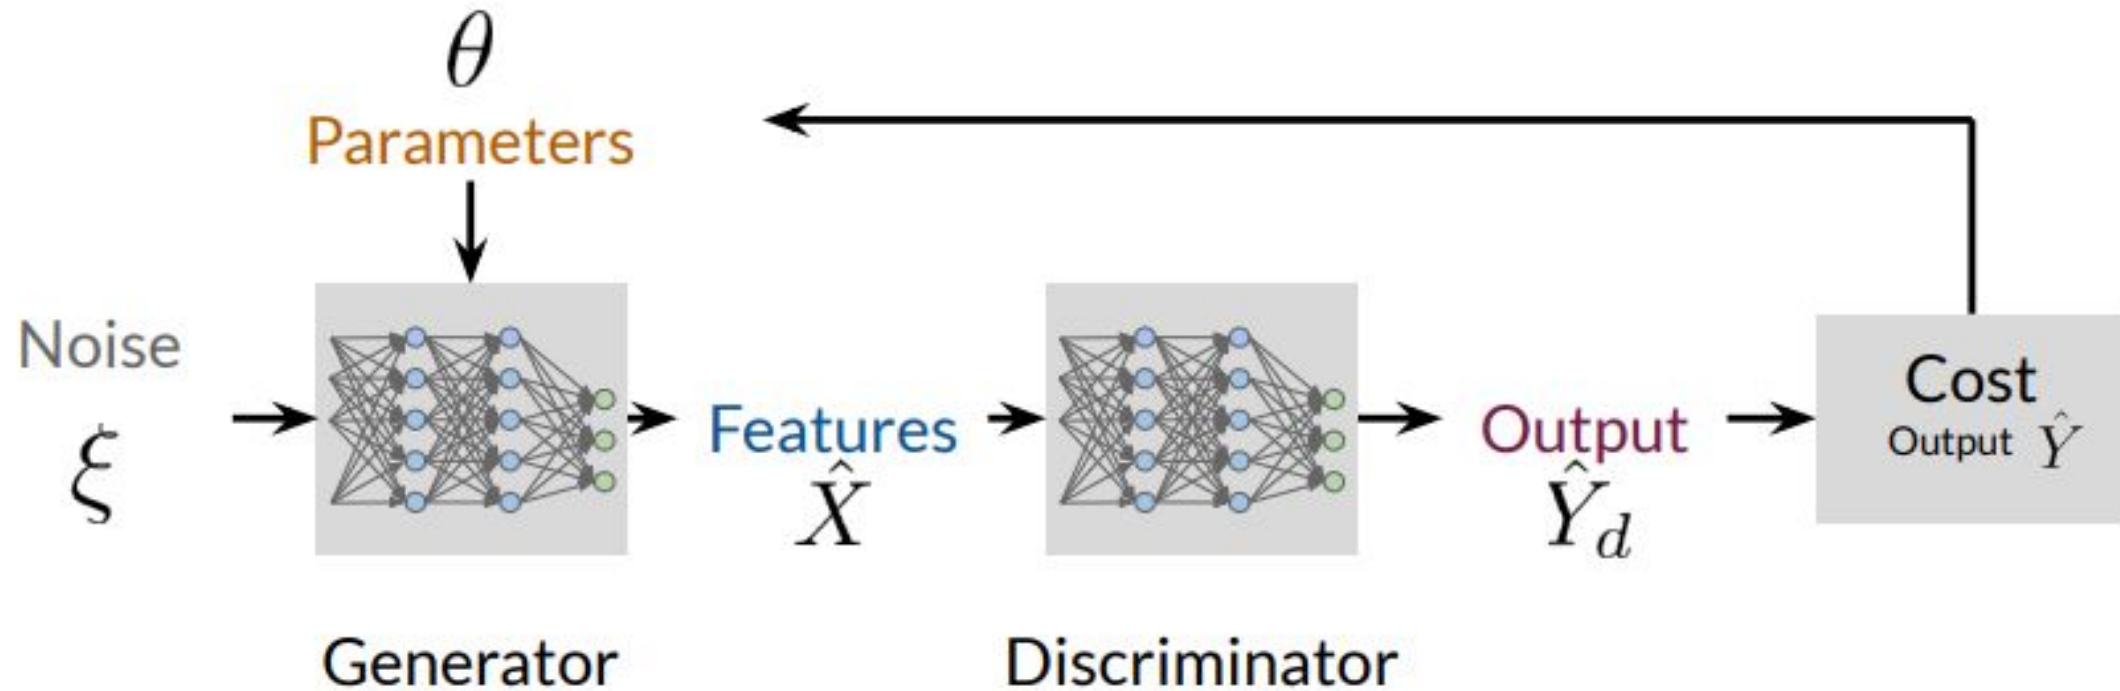 θ
Parameters
Noise
ξ
Features
X̂
Output
Ŷ_d
Cost
Output Ŷ
Generator
Discriminator